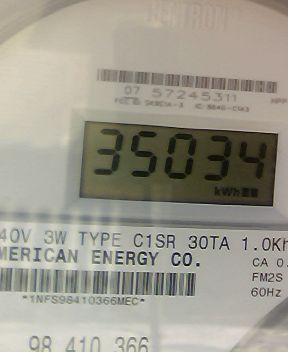 07 57245311
35034
kWh
40V 3W TYPE C1SR 30TA 1.0Kh
MERICAN ENERGY CO.
CA 0.
FM2S
60Hz
*1NFS98410366MEC*
98 410 366